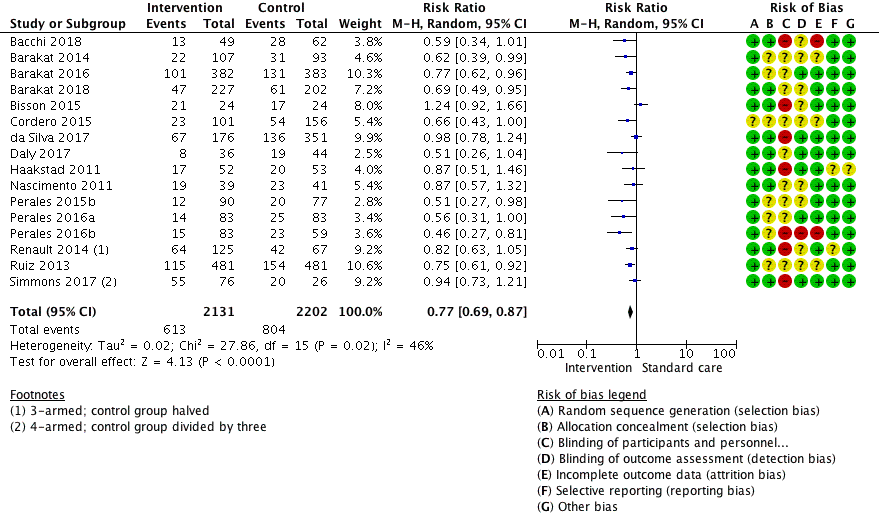 Intervention Control Risk Ratio Risk Ratio Risk of Bias
Study or Subgroup Events Total Events Total Weight M-H, Random, 95% CI M-H, Random, 95% CI A B C D E F G
Bacchi 2018 13 49 28 62 3.8% 0.59 [0.34, 1.01] + + - ? - + +
Barakat 2014 22 107 31 93 4.6% 0.62 [0.39, 0.99] + ? ? ? ? + +
Barakat 2016 101 382 131 383 10.3% 0.77 [0.62, 0.96] + ? ? + + + +
Barakat 2018 47 227 61 202 7.2% 0.69 [0.49, 0.95] + + ? ? + + +
Bisson 2015 21 24 17 24 8.0% 1.24 [0.92, 1.66] + + - ? + + +
Cordero 2015 23 101 54 156 5.3% 0.66 [0.43, 1.00] ? ? ? ? ? + +
da Silva 2017 67 176 136 351 9.9% 0.98 [0.78, 1.24] + + - + + + +
Daly 2017 8 36 19 44 2.5% 0.51 [0.26, 1.04] + + ? + + + +
Haakstad 2011 17 52 20 53 3.9% 0.87 [0.51, 1.46] + + - + + ? ?
Nascimento 2011 19 39 23 41 5.5% 0.87 [0.57, 1.32] + + ? ? + + +
Perales 2015b 12 90 20 77 2.9% 0.51 [0.27, 0.98] + ? ? ? + + +
Perales 2016a 14 83 25 83 3.4% 0.56 [0.31, 1.00] + ? ? + + + +
Perales 2016b 15 83 23 59 3.6% 0.46 [0.27, 0.81] + ? - - - + +
Renault 2014 (1) 64 125 42 67 9.2% 0.82 [0.63, 1.05] + + - ? + ? +
Ruiz 2013 115 481 154 481 10.6% 0.75 [0.61, 0.92] + ? ? ? ? + +
Simmons 2017 (2) 55 76 20 26 9.4% 0.94 [0.73, 1.21] + + - + + + +
Total (95% CI) 2131 2202 100.0% 0.77 [0.69, 0.87]
Total events 613 804
Heterogeneity: Tau² = 0.02; Chi² = 27.86, df = 15 (P = 0.02); I² = 46%
Test for overall effect: Z = 4.13 (P < 0.0001)
0.01 0.1 1 10 100
Intervention Standard care
Footnotes
(1) 3-armed; control group halved
(2) 4-armed; control group divided by three
Risk of bias legend
(A) Random sequence generation (selection bias)
(B) Allocation concealment (selection bias)
(C) Blinding of participants and personnel...
(D) Blinding of outcome assessment (detection bias)
(E) Incomplete outcome data (attrition bias)
(F) Selective reporting (reporting bias)
(G) Other bias